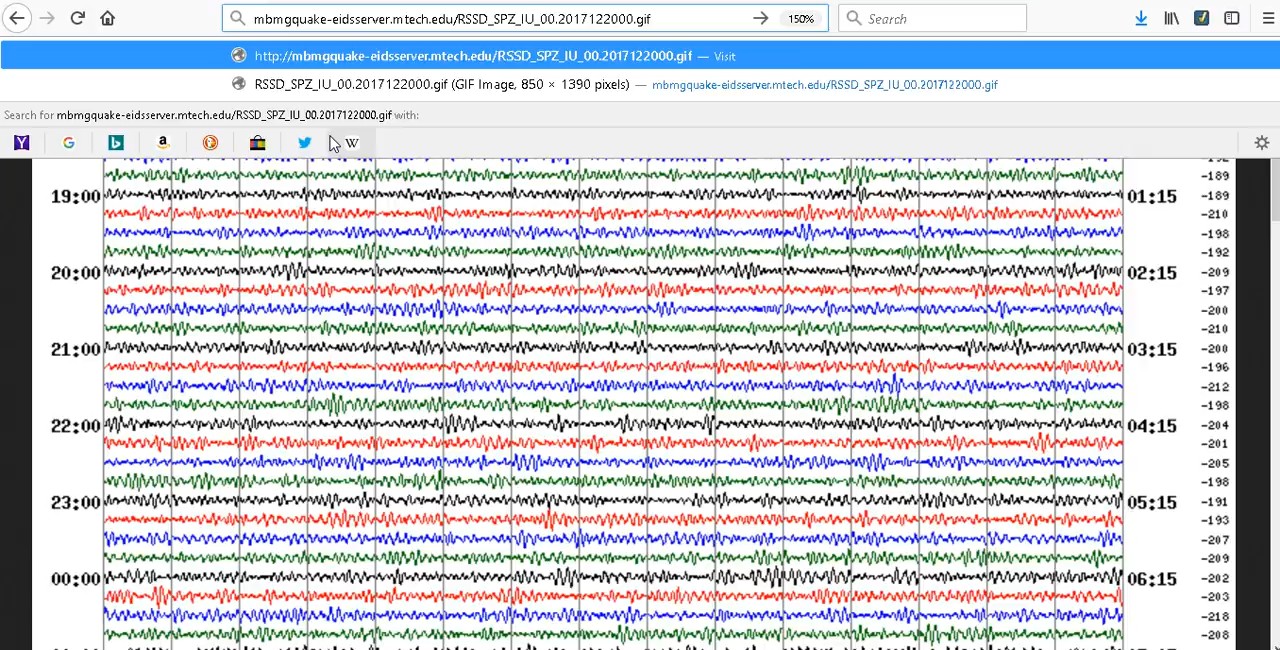 mbmgquake-eidsserver.mtech.edu/RSSD_SPZ_IU_00.2017122000.gif 150% Search
http://mbmgquake-eidsserver.mtech.edu/RSSD_SPZ_IU_00.2017122000.gif — Visit
RSSD_SPZ_IU_00.2017122000.gif (GIF Image, 850 × 1390 pixels) — mbmgquake-eidsserver.mtech.edu/RSSD_SPZ_IU_00.2017122000.gif
Search for mbmgquake-eidsserver.mtech.edu/RSSD_SPZ_IU_00.2017122000.gif with:
Y G b a W
-189
19:00 01:15 -189
-210
-198
-192
20:00 02:15 -209
-197
-200
-210
21:00 03:15 -200
-196
-212
-198
22:00 04:15 -204
-201
-205
-198
23:00 05:15 -191
-193
-207
-209
00:00 06:15 -202
-203
-218
-208